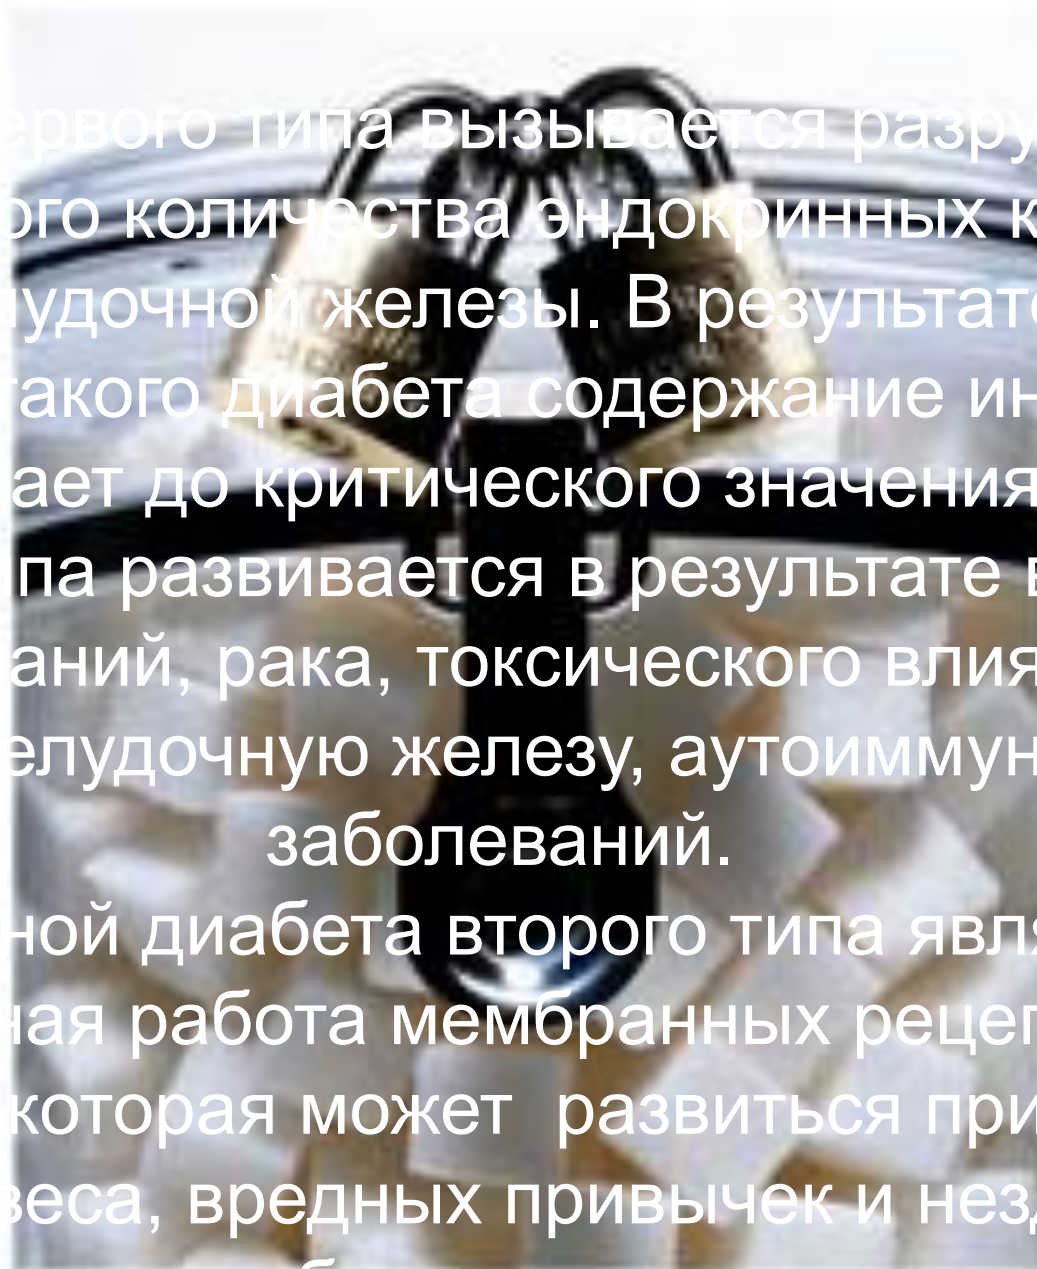 ервого типа вызывается разру
ого количества эндокринных к
лудочной железы. В результате
такого диабета содержание ин
ает до критического значения
па развивается в результате в
аний, рака, токсического влия
елудочную железу, аутоиммун
заболеваний.
ной диабета второго типа явля
ная работа мембранных рецеп
которая может развиться при
веса, вредных привычек и нез